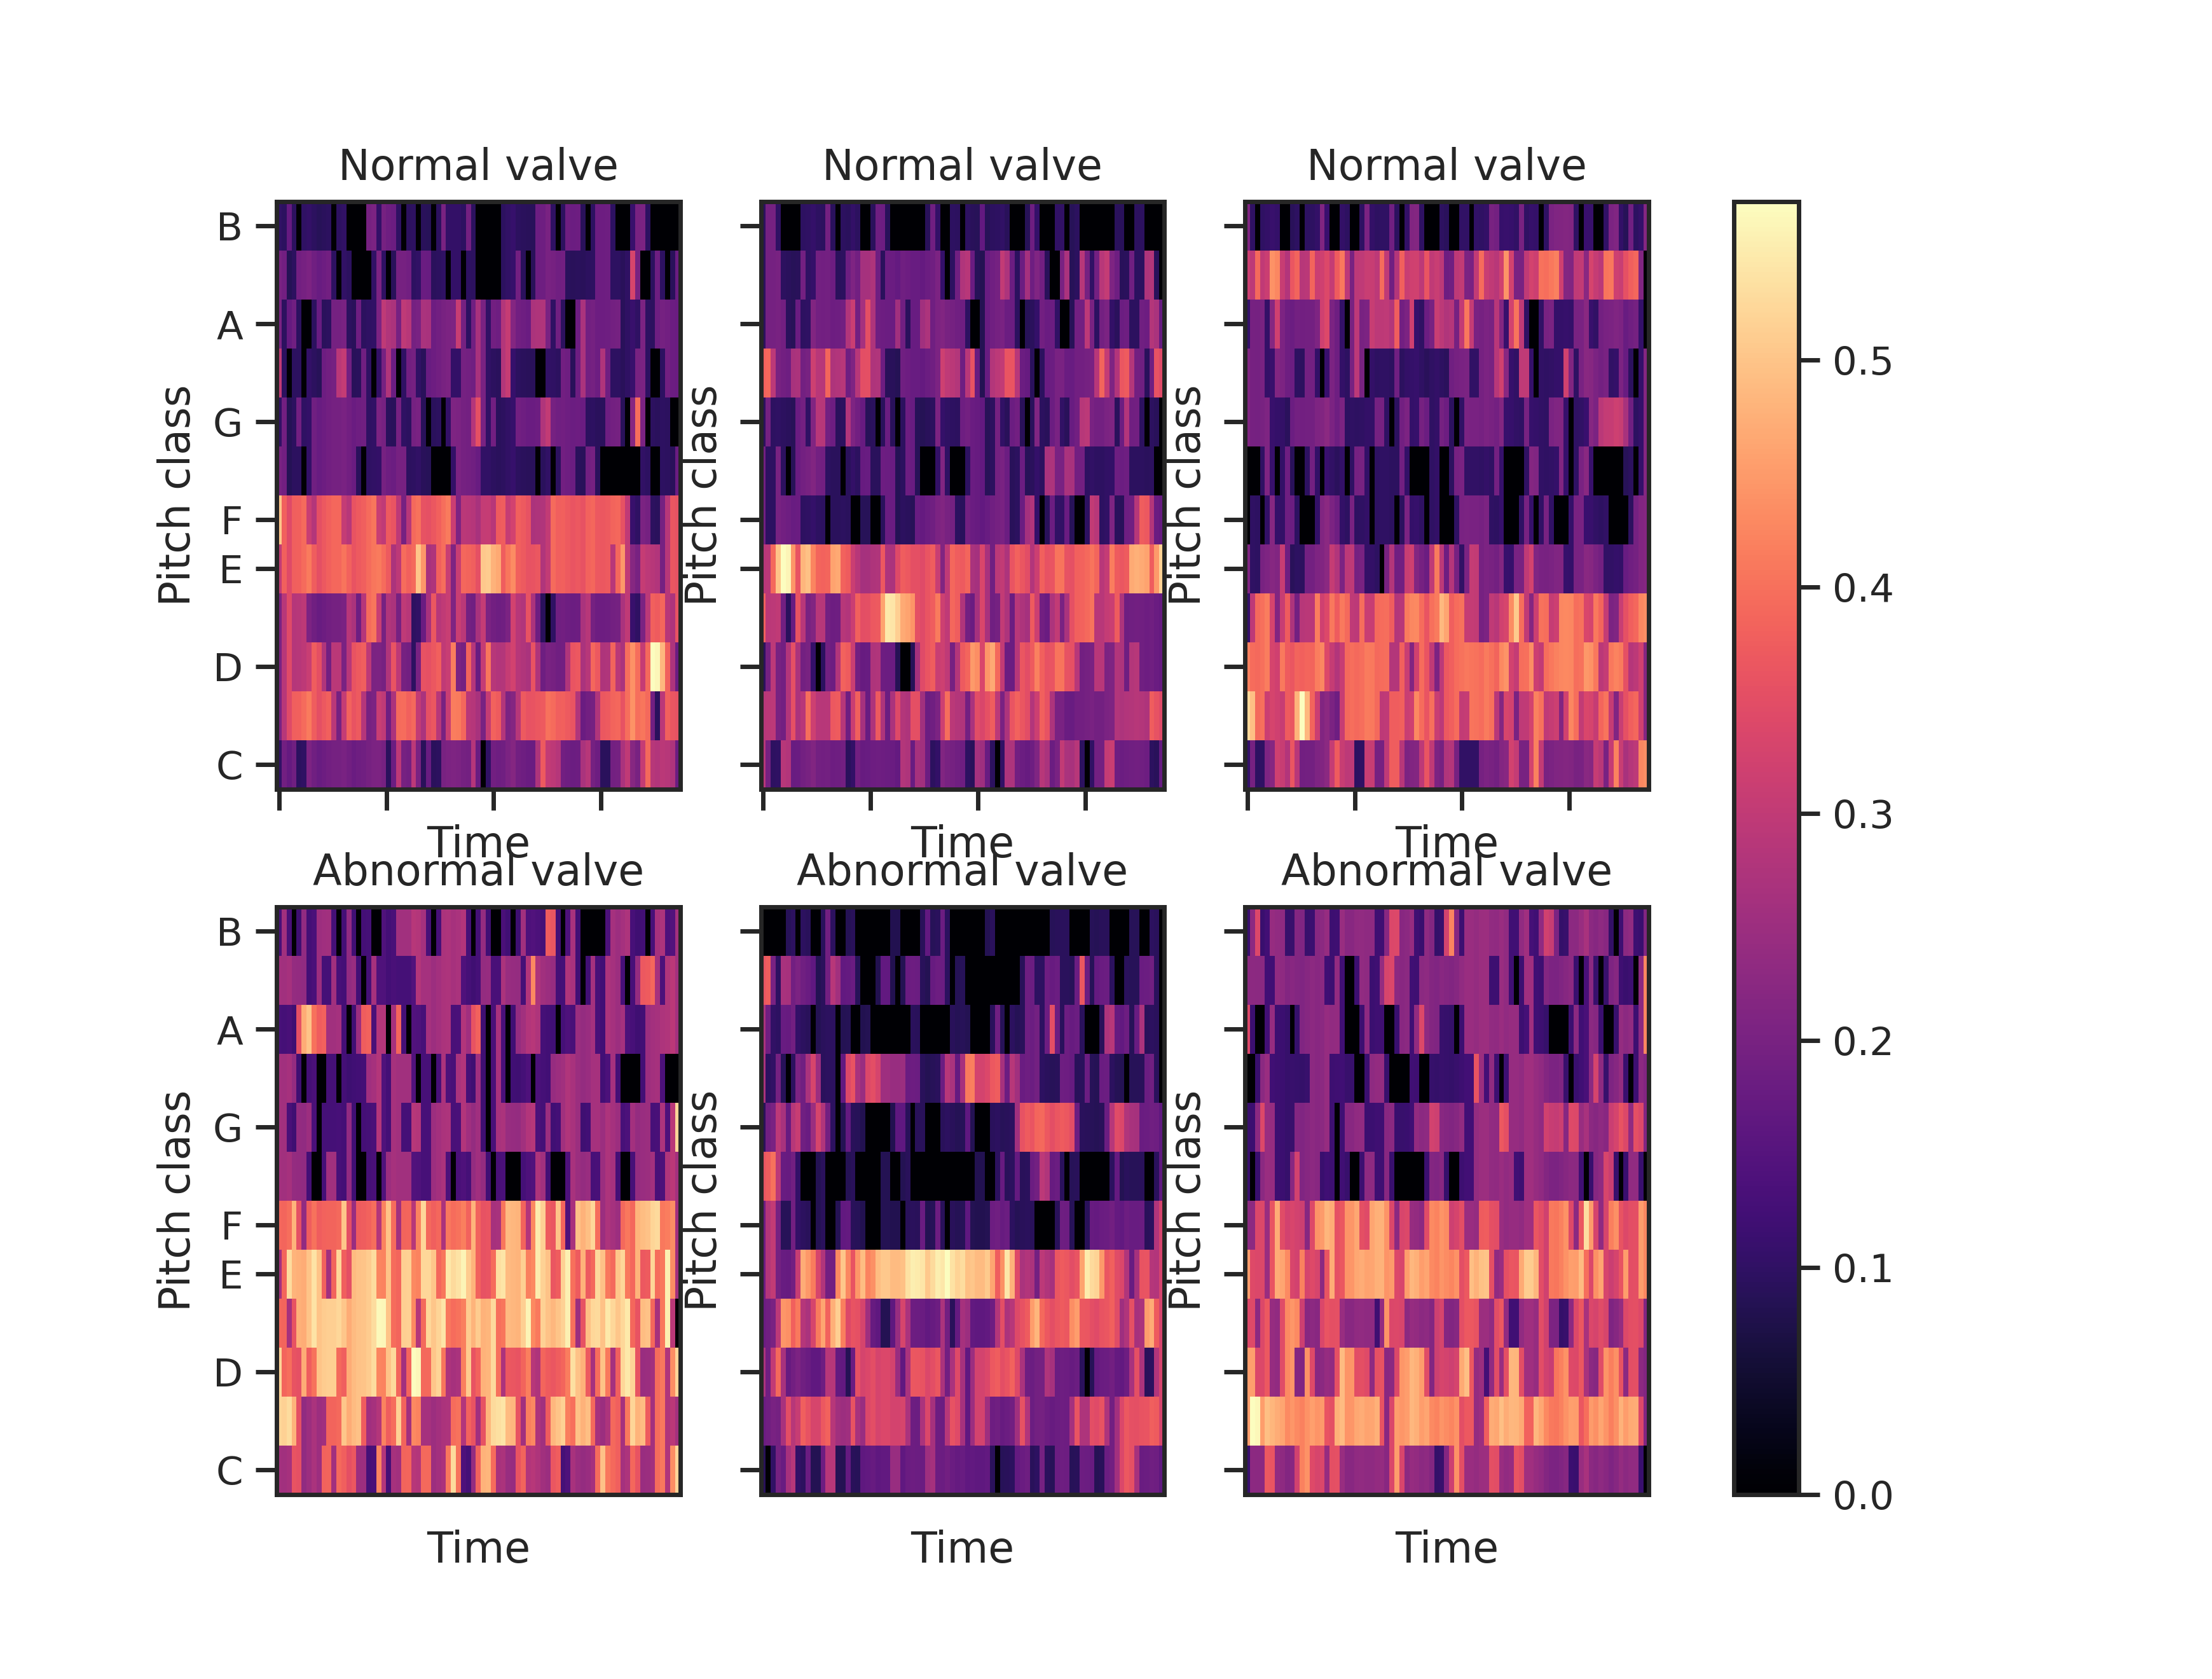 Normal valve
Normal valve
Normal valve
B
A
G
F
E
D
C
Pitch class
Pitch class
Pitch class
Time
Time
Time
Abnormal valve
Abnormal valve
Abnormal valve
B
A
G
F
E
D
C
Pitch class
Pitch class
Pitch class
Time
Time
Time
0.5
0.4
0.3
0.2
0.1
0.0